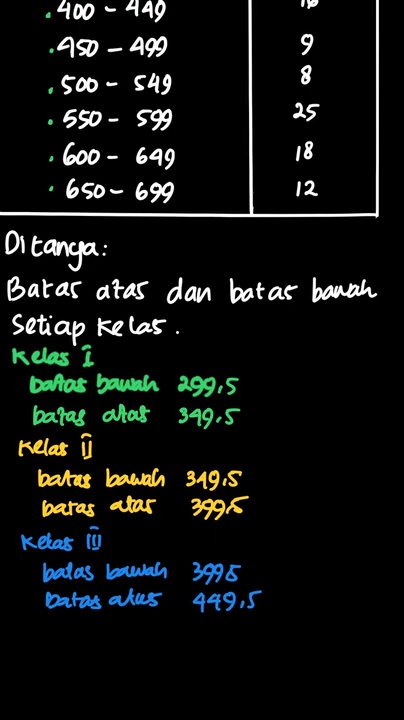 400 - 449
450 - 499 9
500 - 549 8
550 - 599 25
600 - 649 18
650 - 699 12
Ditanya:
Batas atas dan batas bawah
Setiap kelas.
Kelas I
batas bawah 299,5
batas atas 349,5
Kelas II
batas bawah 349,5
batas atas 399,5
Kelas III
batas bawah 399,5
batas atas 449,5